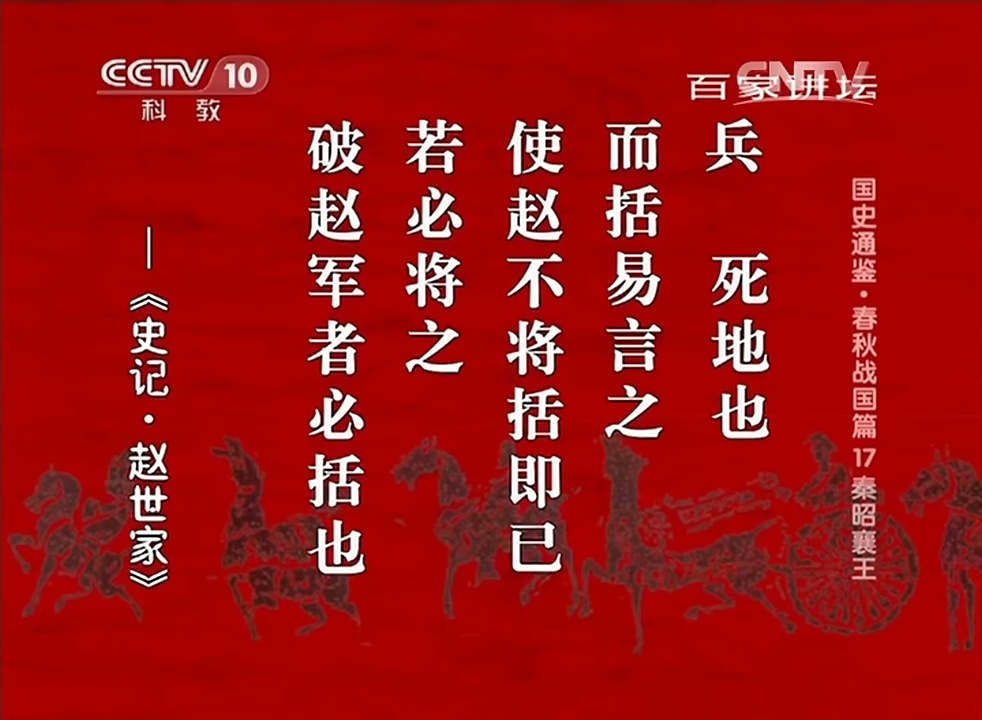 CCTV 10
科教
CNTV
百家讲坛
国史通鉴·春秋战国篇 17 秦昭襄王
兵 死地也
而括易言之
使赵不将括即已
若必将之
破赵军者必括也
—《史记·赵世家》